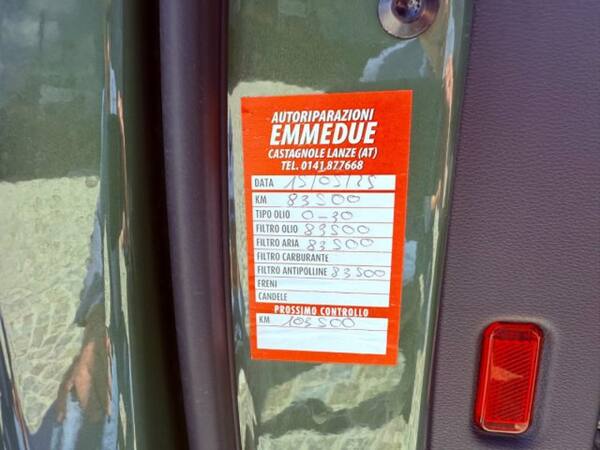 AUTORIPARAZIONI
EMMEDUE
CASTAGNOLE LANZE (AT)
TEL. 0141.877668
DATA 15/05/25
KM 83500
TIPO OLIO 0-30
FILTRO OLIO 83500
FILTRO ARIA 83500
FILTRO CARBURANTE
FILTRO ANTIPOLLINE 83500
FRENI
CANDELE
PROSSIMO CONTROLLO
KM 103500